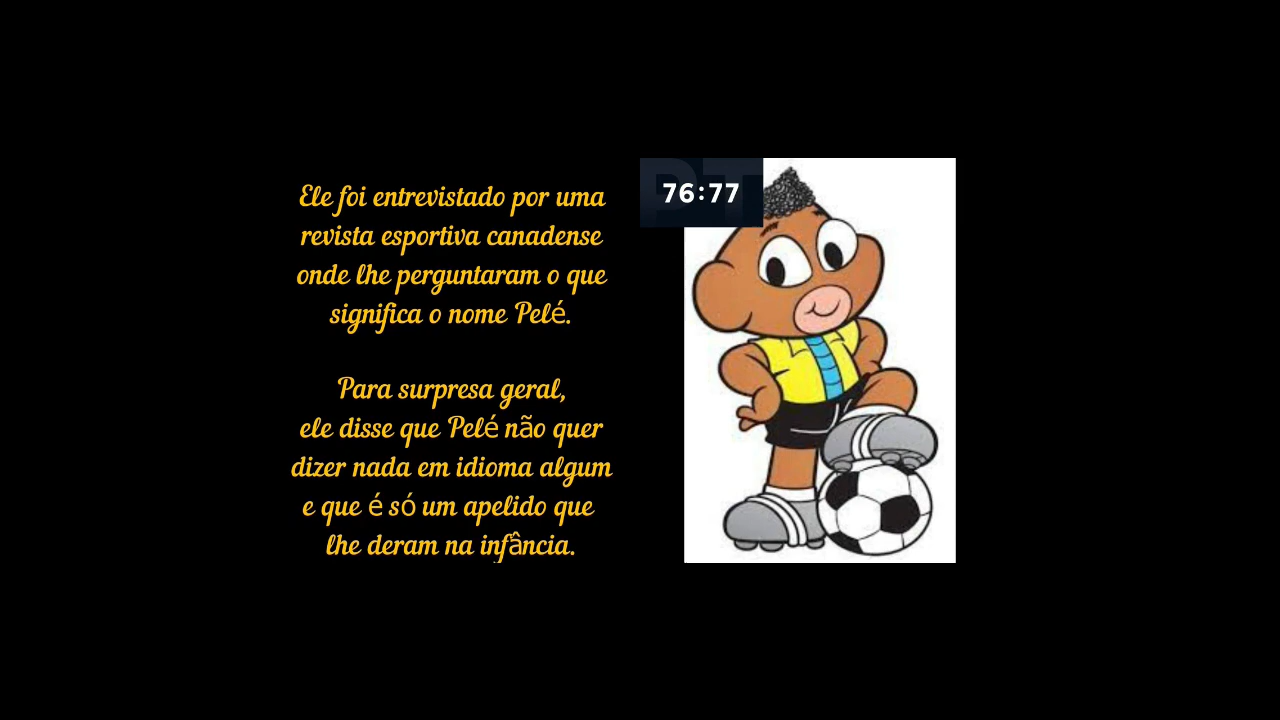 Ele foi entrevistado por uma
revista esportiva canadense
onde lhe perguntaram o que
significa o nome Pelé.
Para surpresa geral,
ele disse que Pelé não quer
dizer nada em idioma algum
e que é só um apelido que
lhe deram na infância.
PT
76:77